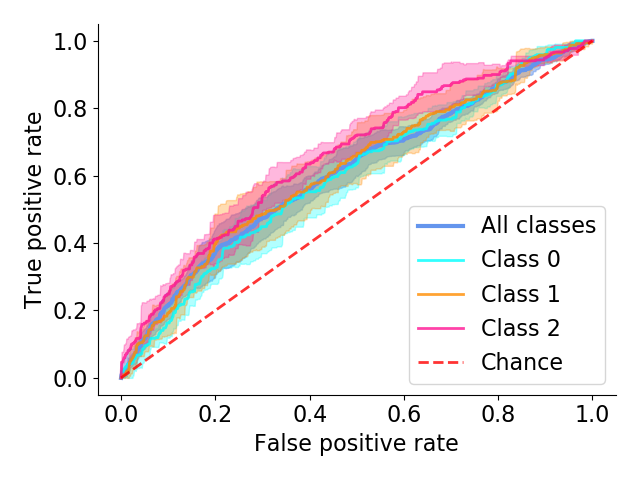 1.0
0.8
0.6
0.4
0.2
0.0
True positive rate
All classes
Class 0
Class 1
Class 2
Chance
0.0 0.2 0.4 0.6 0.8 1.0
False positive rate